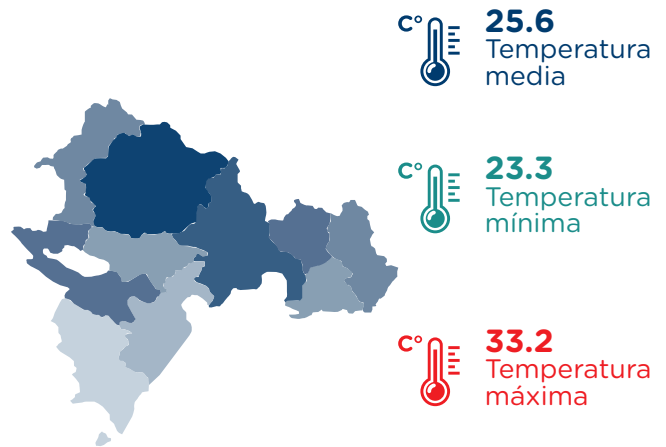 C° 25.6
Temperatura
media
C° 23.3
Temperatura
mínima
C° 33.2
Temperatura
máxima